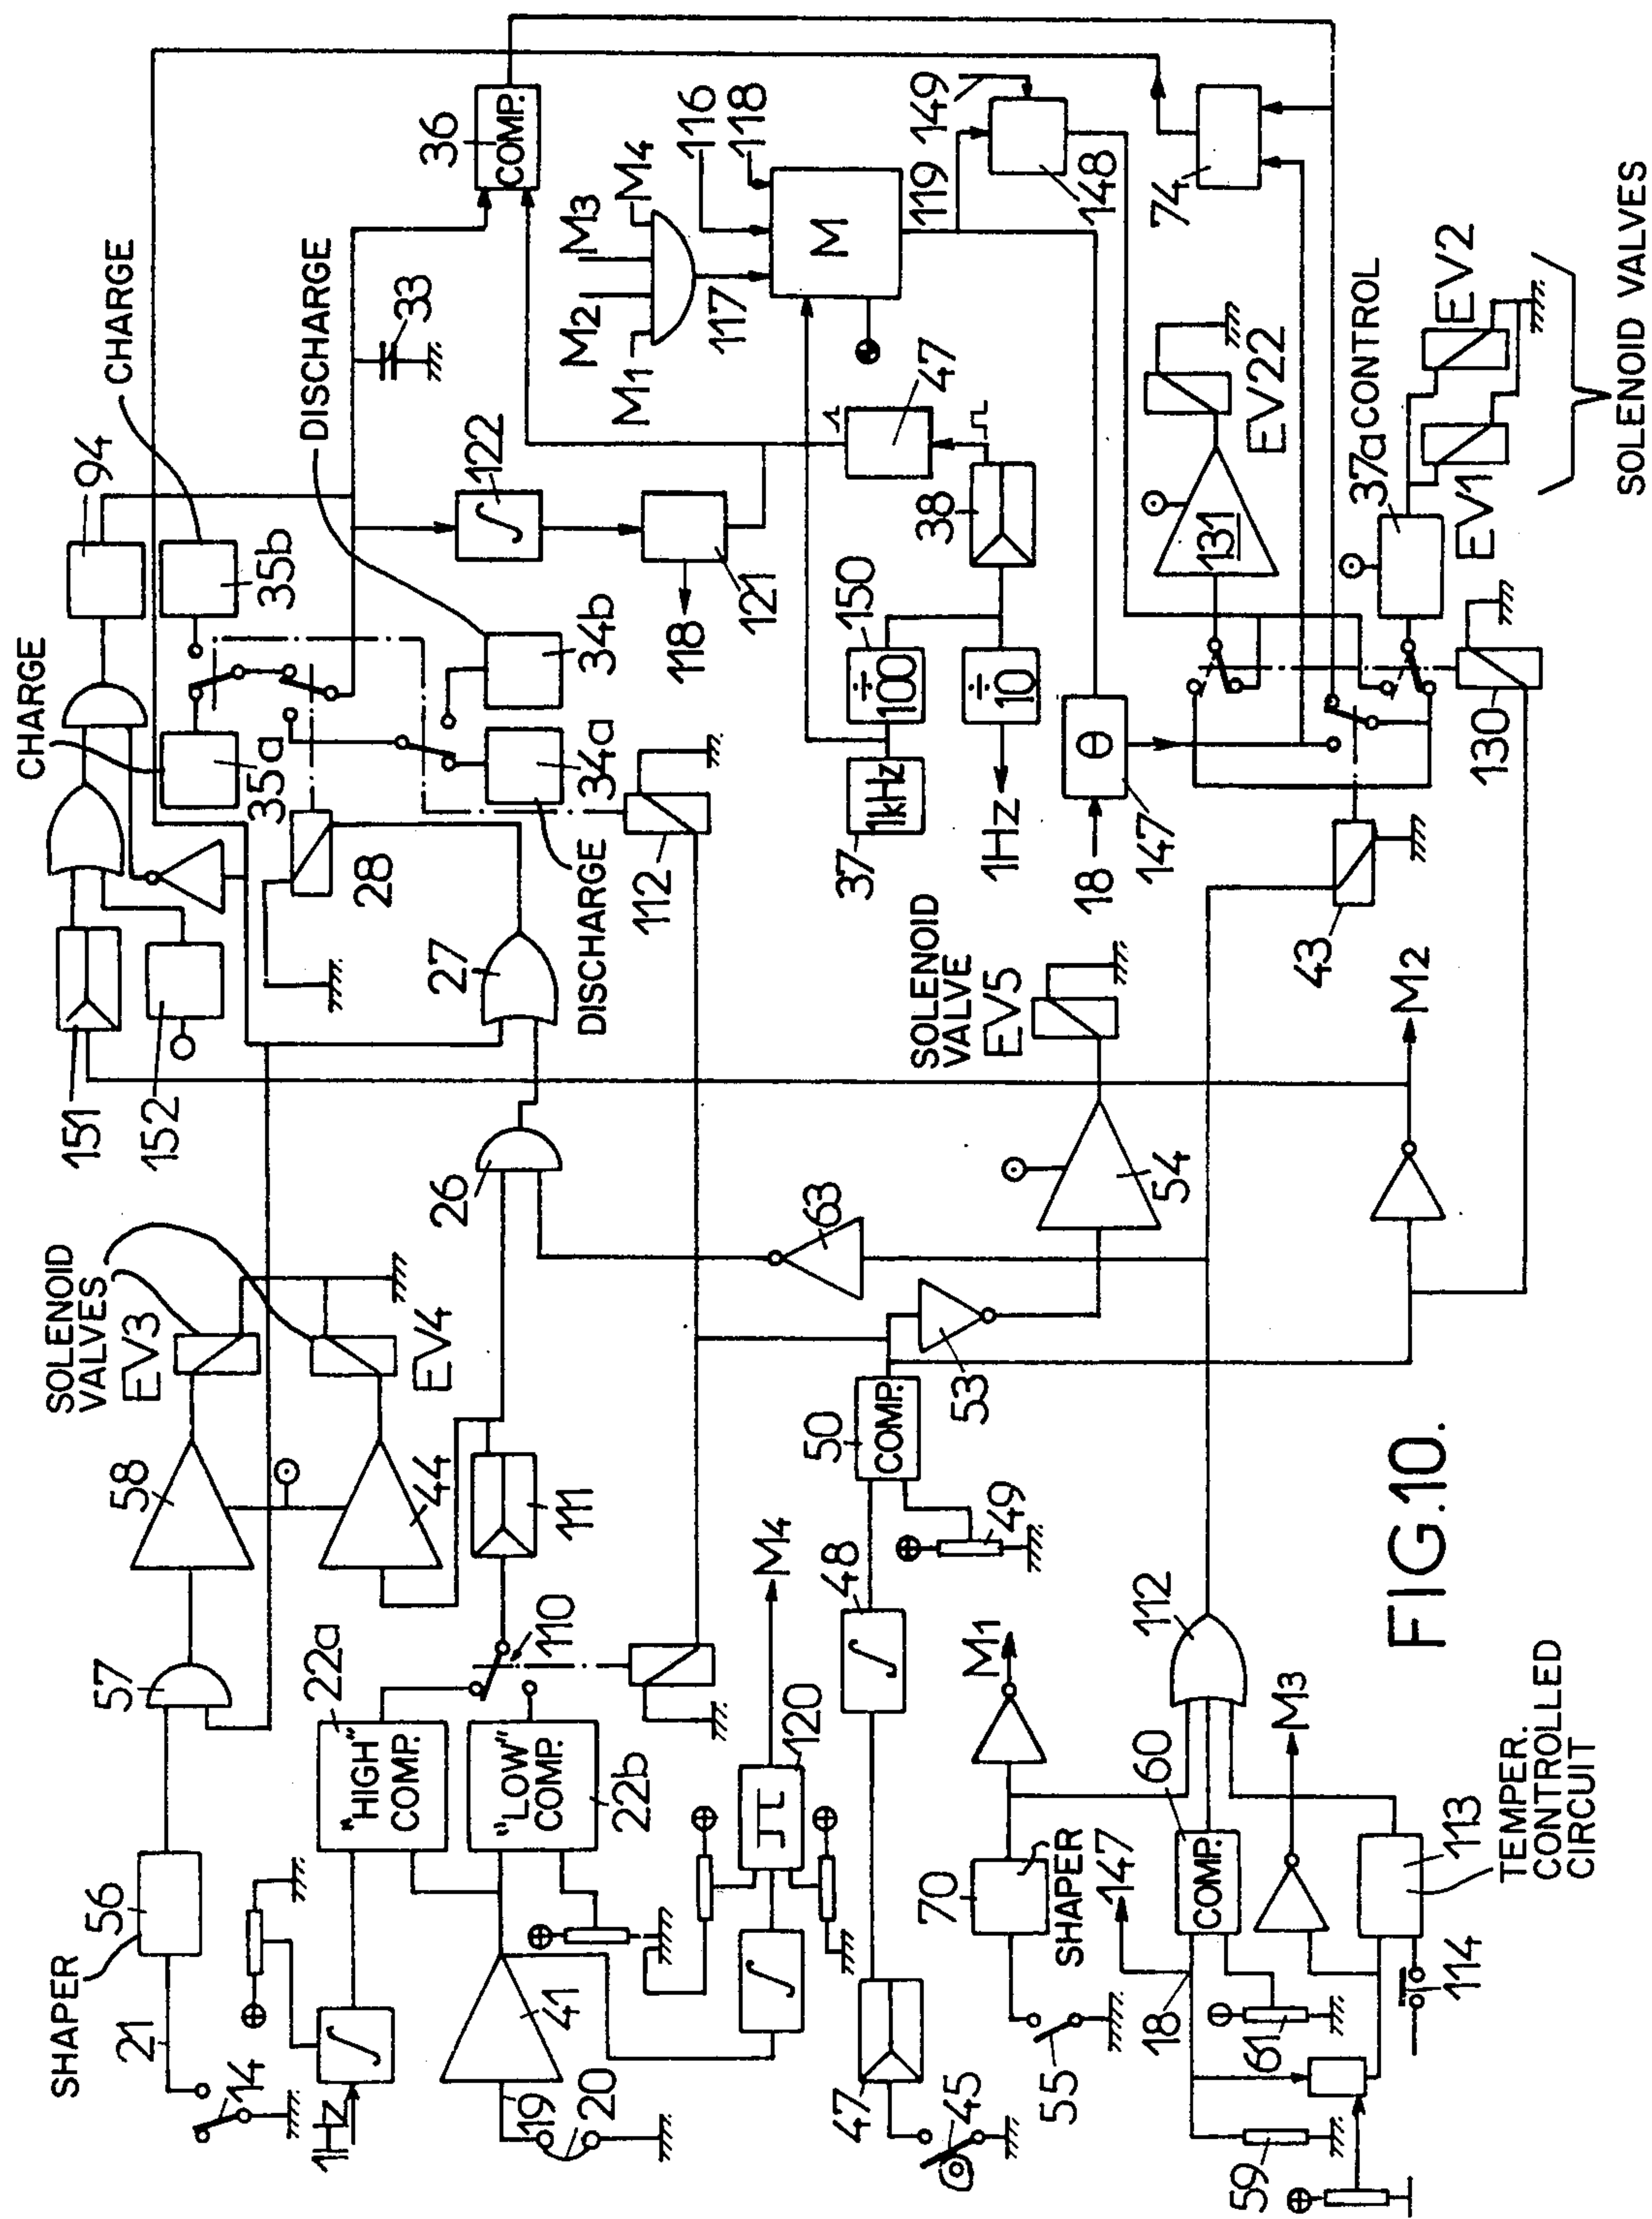 SHAPER
21
56
14
57
58
SOLENOID
VALVES
EV3
EV4
44
1Hz
22a
"HIGH"
COMP.
"LOW"
COMP.
22b
110
111
26
27
19
20
41
120
M4
151
152
CHARGE
35a
28
94
CHARGE
35b
DISCHARGE
34a
34b
DISCHARGE
112
33
122
121
118
36
COMP.
M1
M2
M3
M4
117
116
118
M
119
149
148
74
47
45
48
49
50
COMP.
53
63
54
SOLENOID
VALVE
EV5
37
1kHz
150
÷100
÷10
1Hz
38
47
18
θ
147
131
EV22
43
130
37a
CONTROL
EV1
EV2
SOLENOID VALVES
M2
55
70
SHAPER
M1
147
18
59
61
60
COMP.
112
M3
113
114
TEMPER.
CONTROLLED
CIRCUIT
FIG.10.